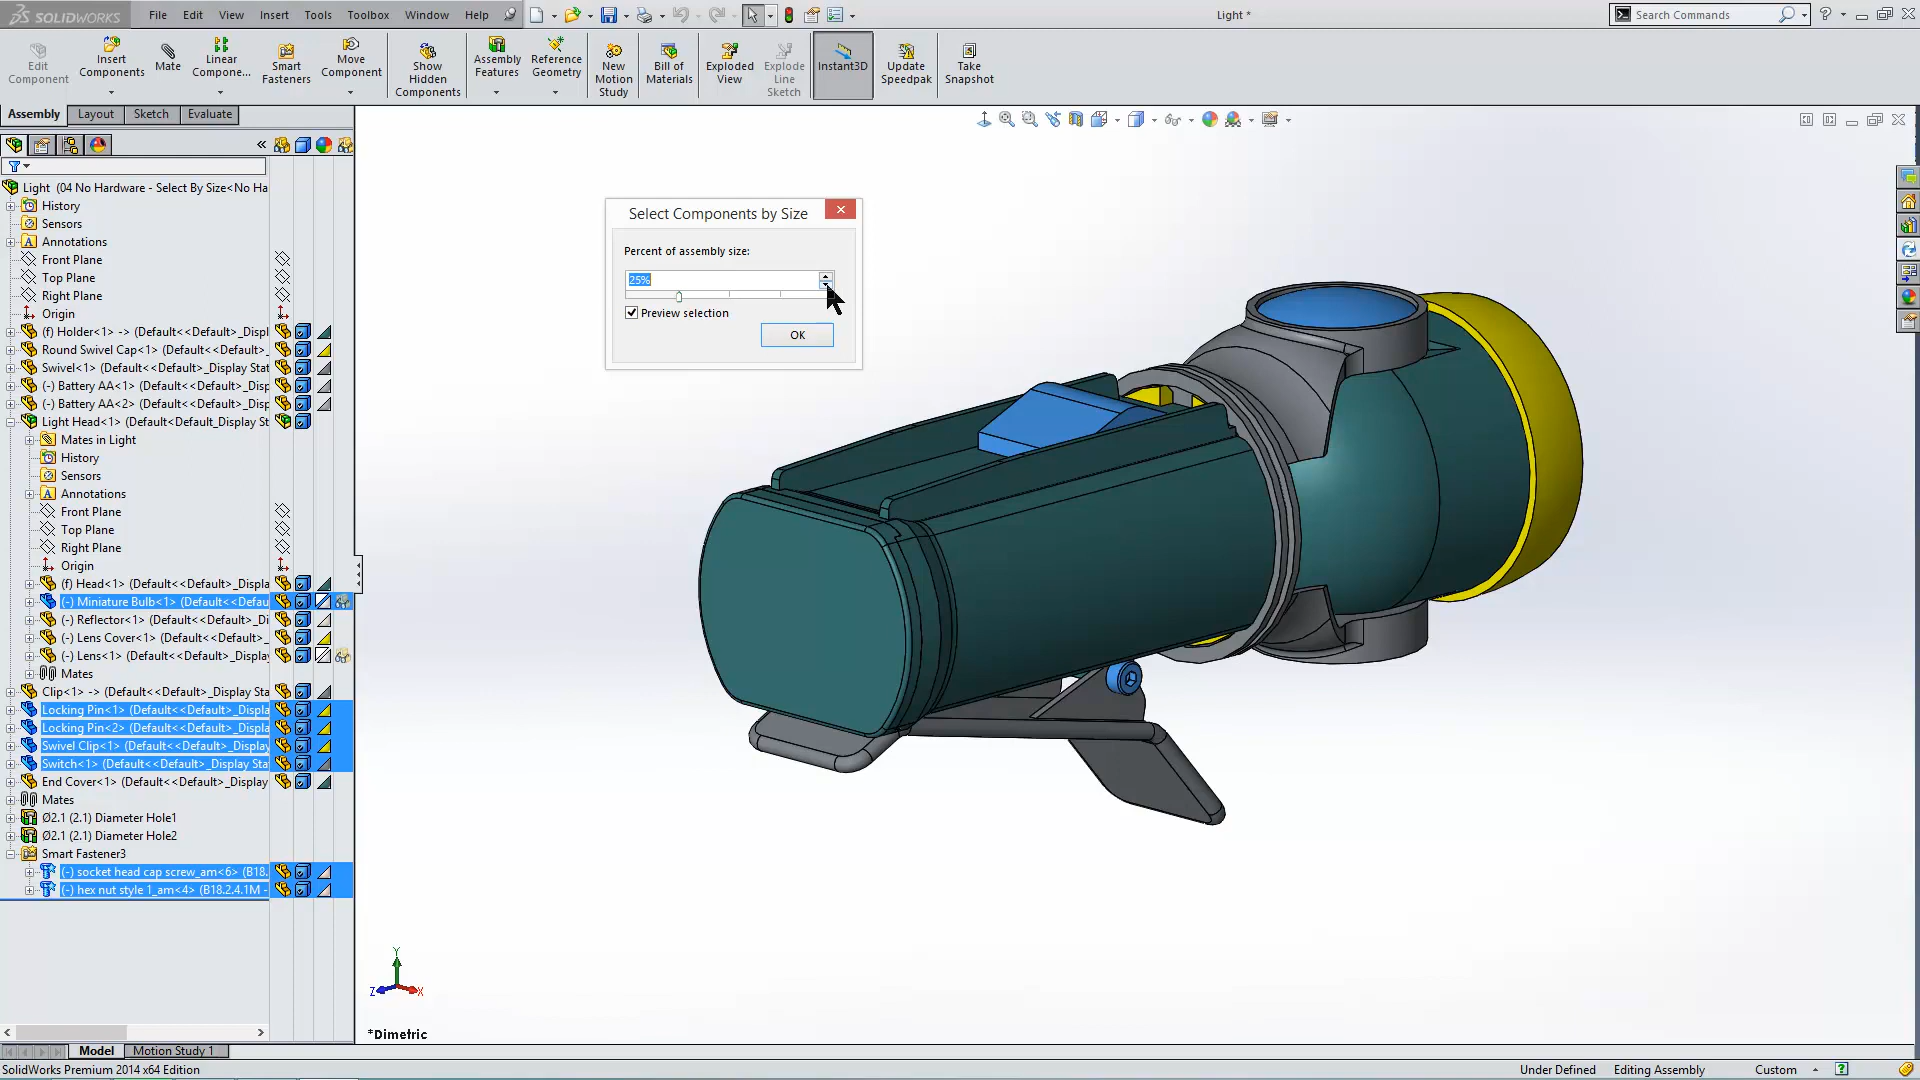 SOLIDWORKS
File Edit View Insert Tools Toolbox Window Help
Light *
Search Commands
Edit Component
Insert Components
Mate
Linear Compone...
Smart Fasteners
Move Component
Show Hidden Components
Assembly Features
Reference Geometry
New Motion Study
Bill of Materials
Exploded View
Explode Line Sketch
Instant3D
Update Speedpak
Take Snapshot
Assembly Layout Sketch Evaluate
Light (04 No Hardware - Select By Size<No Ha
History
Sensors
Annotations
Front Plane
Top Plane
Right Plane
Origin
(f) Holder<1> -> (Default<<Default>_Displ
Round Swivel Cap<1> (Default<<Default>_
Swivel<1> (Default<<Default>_Display Stat
(-) Battery AA<1> (Default<<Default>_Disp
(-) Battery AA<2> (Default<<Default>_Disp
Light Head<1> (Default<Default_Display St
Mates in Light
History
Sensors
Annotations
Front Plane
Top Plane
Right Plane
Origin
(f) Head<1> (Default<<Default>_Displa
(-) Miniature Bulb<1> (Default<<Defau
(-) Reflector<1> (Default<<Default>_Di
(-) Lens Cover<1> (Default<<Default>_
(-) Lens<1> (Default<<Default>_Displa
Mates
Clip<1> -> (Default<<Default>_Display Sta
Locking Pin<1> (Default<<Default>_Displa
Locking Pin<2> (Default<<Default>_Displa
Swivel Clip<1> (Default<<Default>_Display
Switch<1> (Default<<Default>_Display Sta
End Cover<1> (Default<<Default>_Display
Mates
Ø2.1 (2.1) Diameter Hole1
Ø2.1 (2.1) Diameter Hole2
Smart Fastener3
(-) socket head cap screw_am<6> (B18.
(-) hex nut style 1_am<4> (B18.2.4.1M -
Select Components by Size
Percent of assembly size:
25%
Preview selection
OK
Y
Z X
*Dimetric
Model Motion Study 1
SolidWorks Premium 2014 x64 Edition
Under Defined Editing Assembly Custom